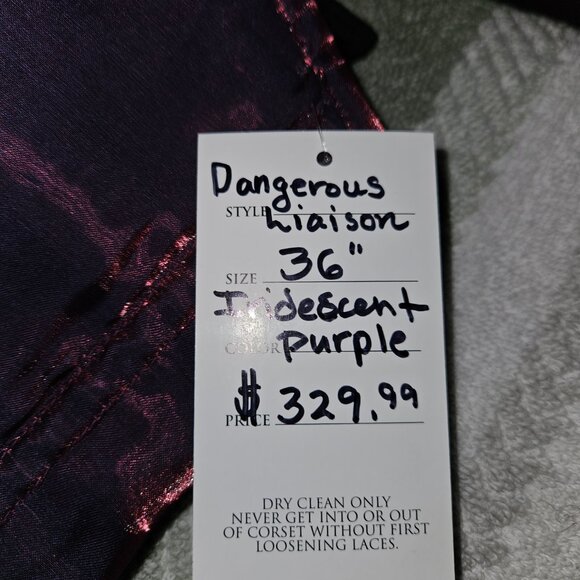 Dangerous
STYLE Liaison
SIZE 36"
Iridescent
COLOR purple
PRICE $ 329.99
DRY CLEAN ONLY
NEVER GET INTO OR OUT
OF CORSET WITHOUT FIRST
LOOSENING LACES.